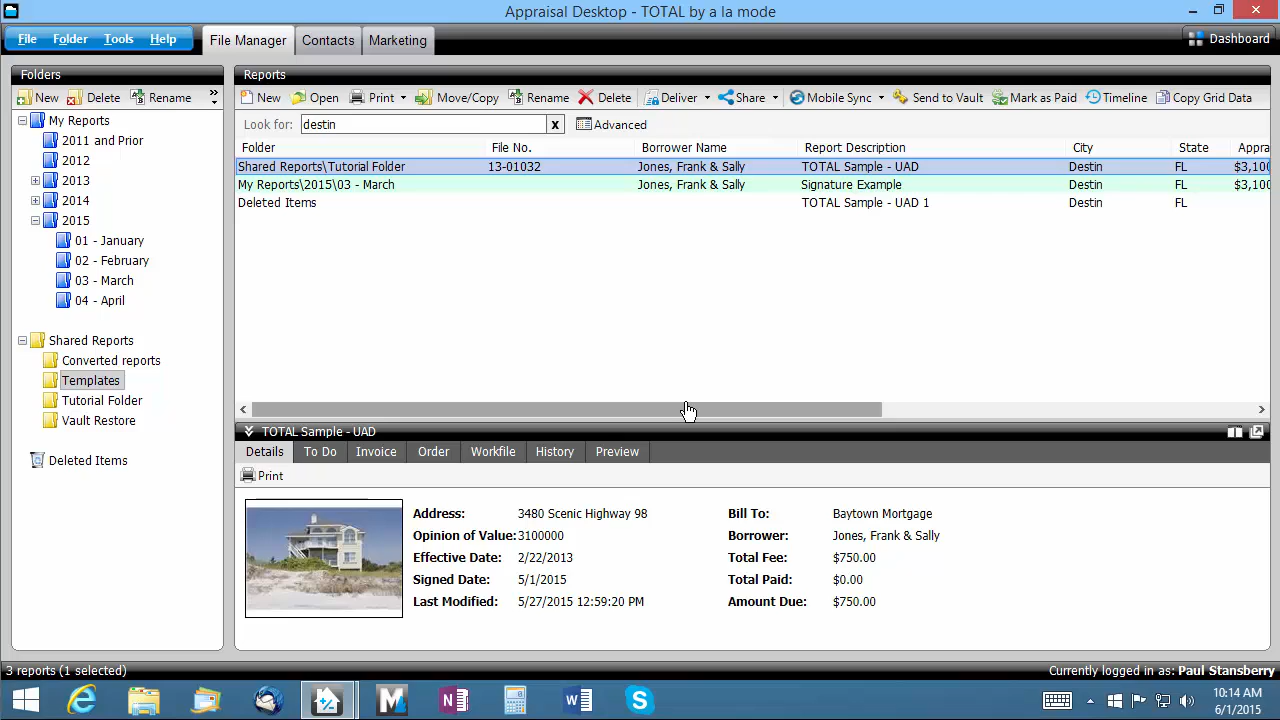 Appraisal Desktop - TOTAL by a la mode
File Folder Tools Help File Manager Contacts Marketing Dashboard
Folders
New Delete Rename
My Reports
2011 and Prior
2012
2013
2014
2015
01 - January
02 - February
03 - March
04 - April
Shared Reports
Converted reports
Templates
Tutorial Folder
Vault Restore
Deleted Items
Reports
New Open Print Move/Copy Rename Delete Deliver Share Mobile Sync Send to Vault Mark as Paid Timeline Copy Grid Data
Look for: destin x Advanced
Folder File No. Borrower Name Report Description City State Appra
Shared Reports\Tutorial Folder 13-01032 Jones, Frank & Sally TOTAL Sample - UAD Destin FL $3,100
My Reports\2015\03 - March Jones, Frank & Sally Signature Example Destin FL $3,100
Deleted Items TOTAL Sample - UAD 1 Destin FL
TOTAL Sample - UAD
Details To Do Invoice Order Workfile History Preview
Print
Address: 3480 Scenic Highway 98 Bill To: Baytown Mortgage
Opinion of Value: 3100000 Borrower: Jones, Frank & Sally
Effective Date: 2/22/2013 Total Fee: $750.00
Signed Date: 5/1/2015 Total Paid: $0.00
Last Modified: 5/27/2015 12:59:20 PM Amount Due: $750.00
3 reports (1 selected) Currently logged in as: Paul Stansberry
10:14 AM
6/1/2015